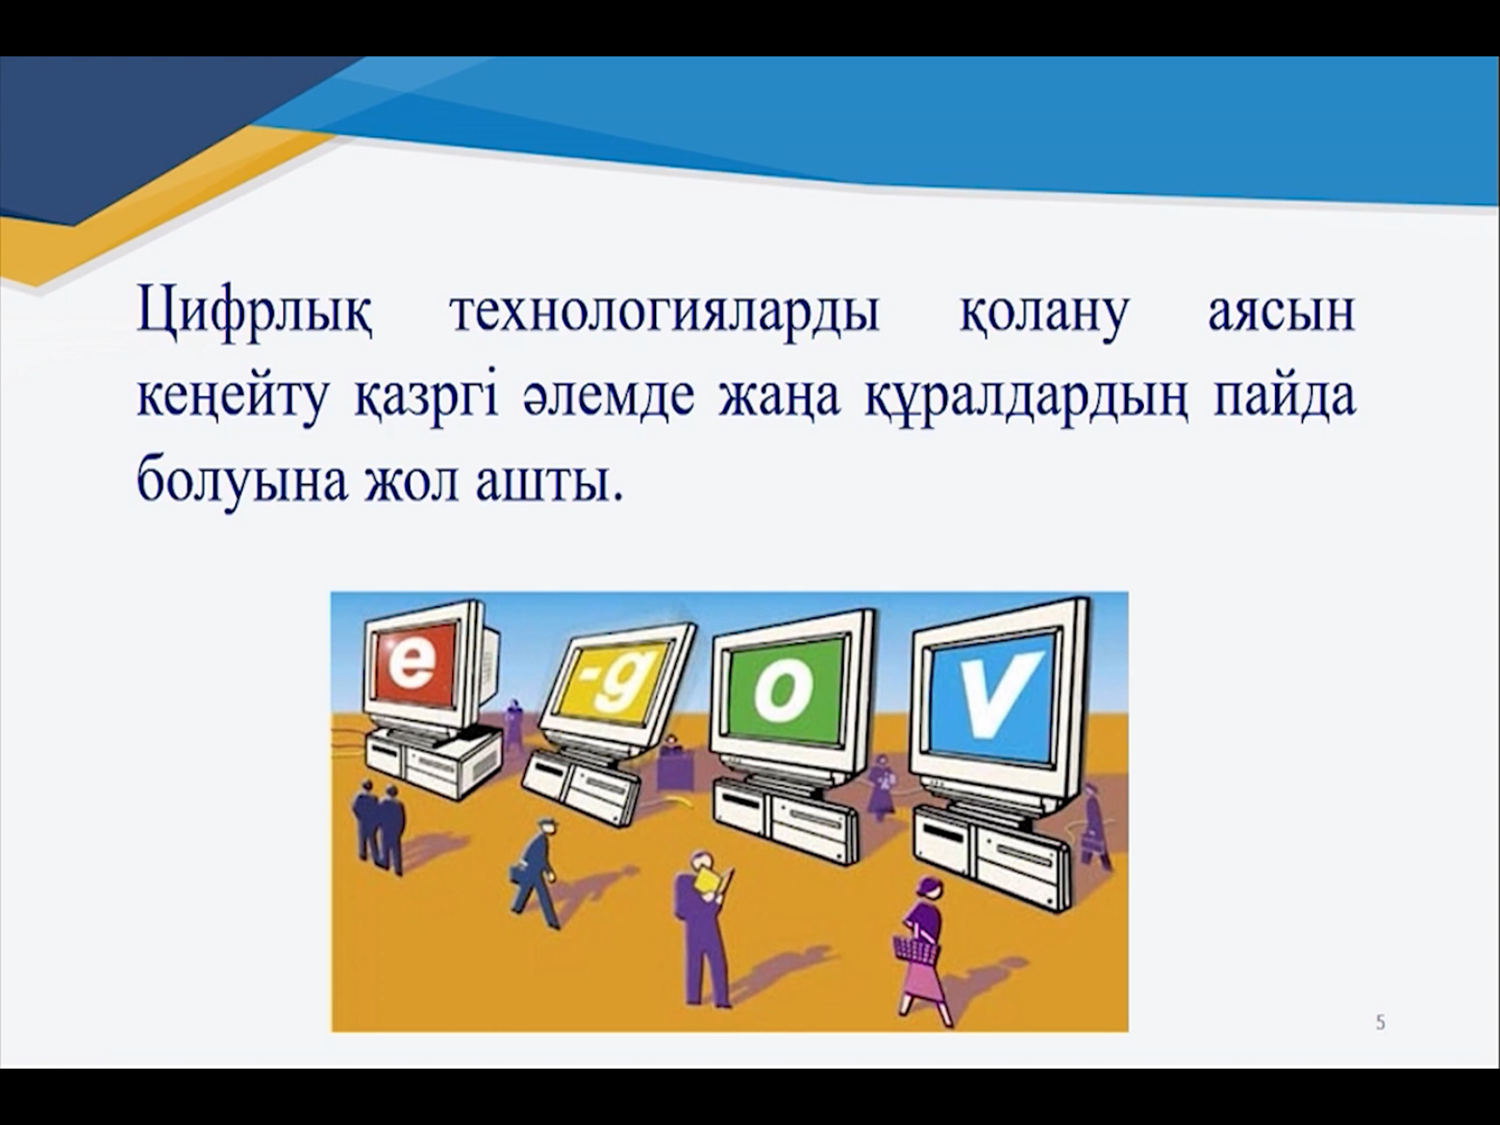 Цифрлық технологияларды қолану аясын
кеңейту қазргі әлемде жаңа құралдардың пайда
болуына жол ашты.
e -g o v
5